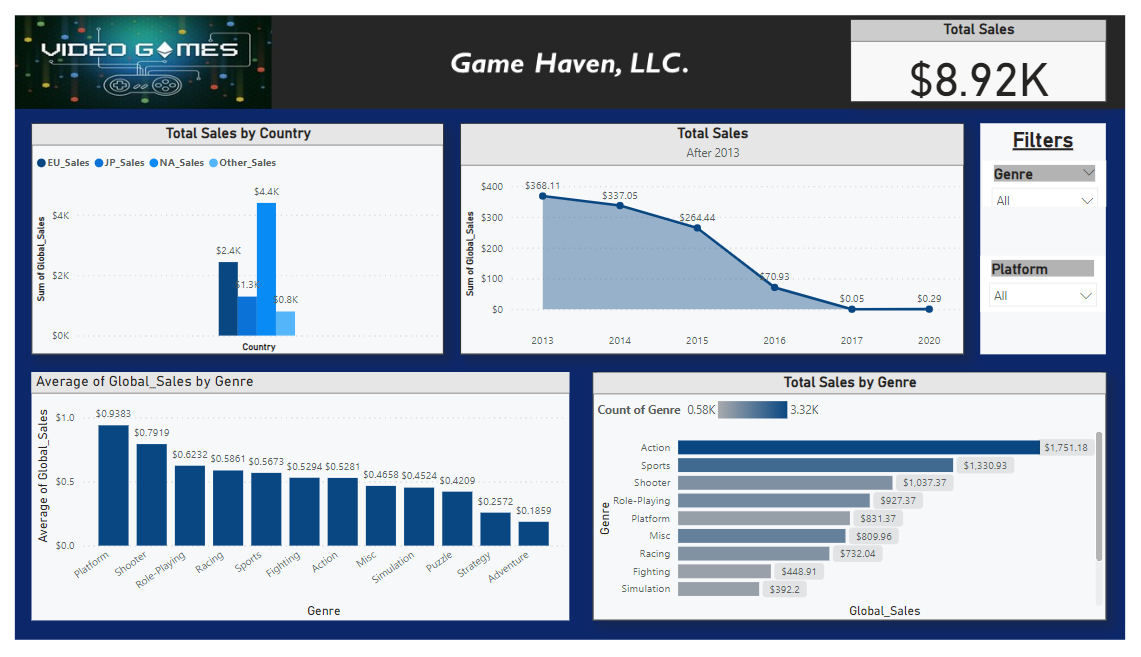 VIDEO GAMES
Game Haven, LLC.
Total Sales
$8.92K
Total Sales by Country
EU_Sales JP_Sales NA_Sales Other_Sales
Sum of Global_Sales
$4K
$2K
$0K
$2.4K
$1.3K
$4.4K
$0.8K
Country
Total Sales
After 2013
Sum of Global_Sales
$400
$300
$200
$100
$0
$368.11
$337.05
$264.44
$70.93
$0.05
$0.29
2013 2014 2015 2016 2017 2020
Filters
Genre
All
Platform
All
Average of Global_Sales by Genre
Average of Global_Sales
$1.0
$0.5
$0.0
$0.9383
$0.7919
$0.6232
$0.5861
$0.5673
$0.5294
$0.5281
$0.4658
$0.4524
$0.4209
$0.2572
$0.1859
Platform
Shooter
Role-Playing
Racing
Sports
Fighting
Action
Misc
Simulation
Puzzle
Strategy
Adventure
Genre
Total Sales by Genre
Count of Genre 0.58K 3.32K
Genre
Action $1,751.18
Sports $1,330.93
Shooter $1,037.37
Role-Playing $927.37
Platform $831.37
Misc $809.96
Racing $732.04
Fighting $448.91
Simulation $392.2
Global_Sales